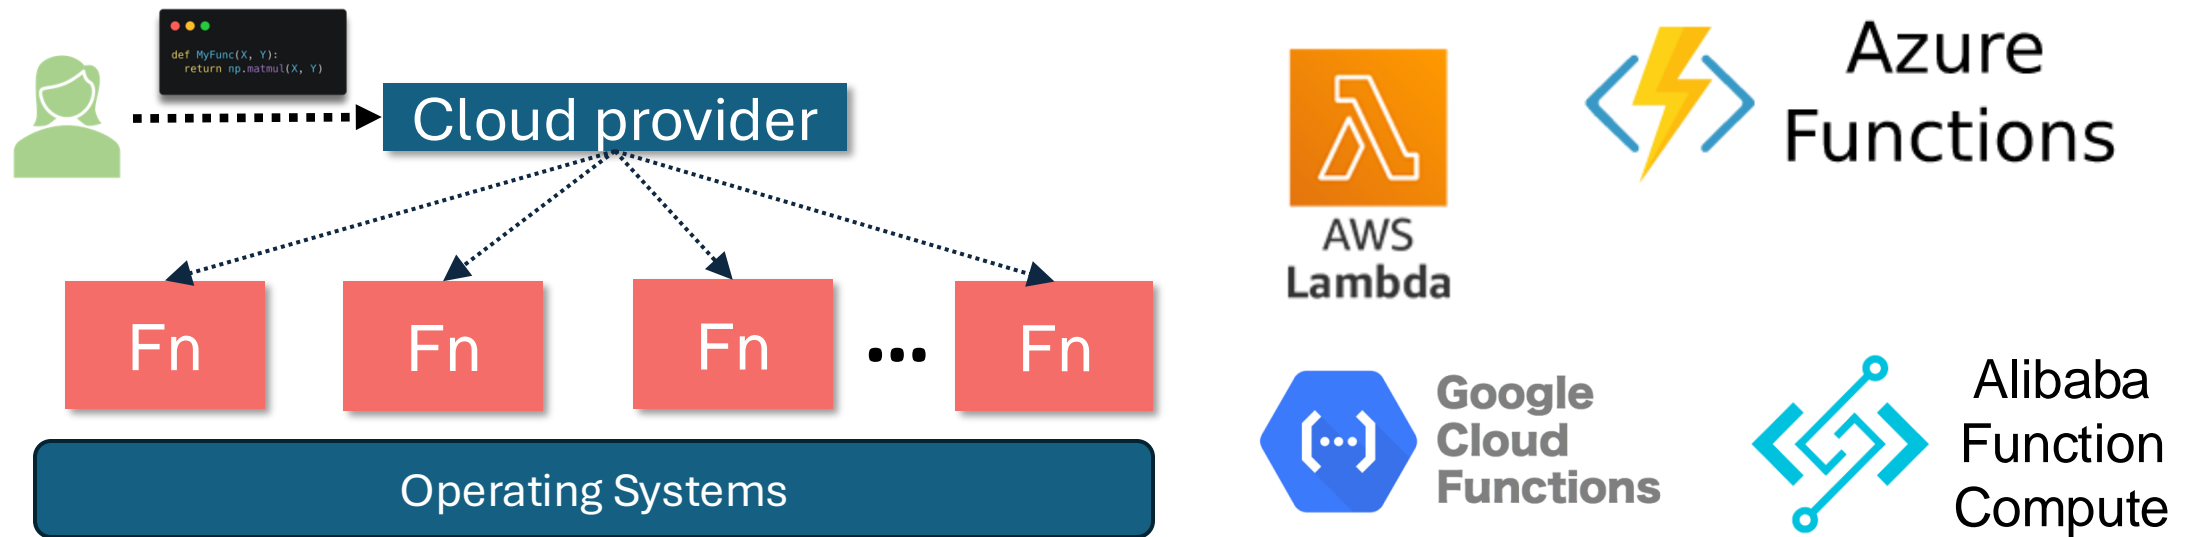 def MyFunc(X, Y):
return np.matmul(X, Y)
Cloud provider
Fn
Fn
Fn
...
Fn
Operating Systems
AWS
Lambda
Azure
Functions
Google
Cloud
Functions
Alibaba
Function
Compute